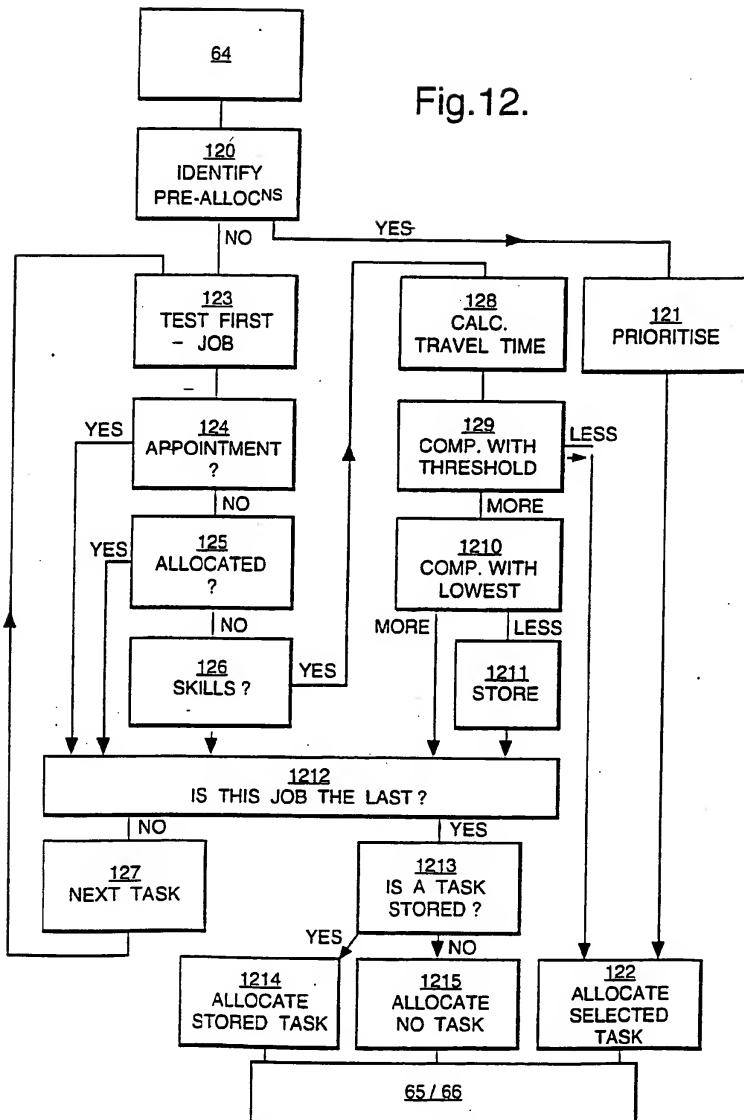 64
Fig.12.
120
IDENTIFY
PRE-ALLOCNS
NO
YES
123
TEST FIRST
– JOB
128
CALC.
TRAVEL TIME
121
PRIORITISE
YES
124
APPOINTMENT
?
129
COMP. WITH
THRESHOLD
LESS
NO
MORE
YES
125
ALLOCATED
?
1210
COMP. WITH
LOWEST
NO
MORE
LESS
126
SKILLS ?
YES
1211
STORE
1212
IS THIS JOB THE LAST ?
NO
YES
127
NEXT TASK
1213
IS A TASK
STORED ?
YES
NO
1214
ALLOCATE
STORED TASK
1215
ALLOCATE
NO TASK
122
ALLOCATE
SELECTED
TASK
65 / 66